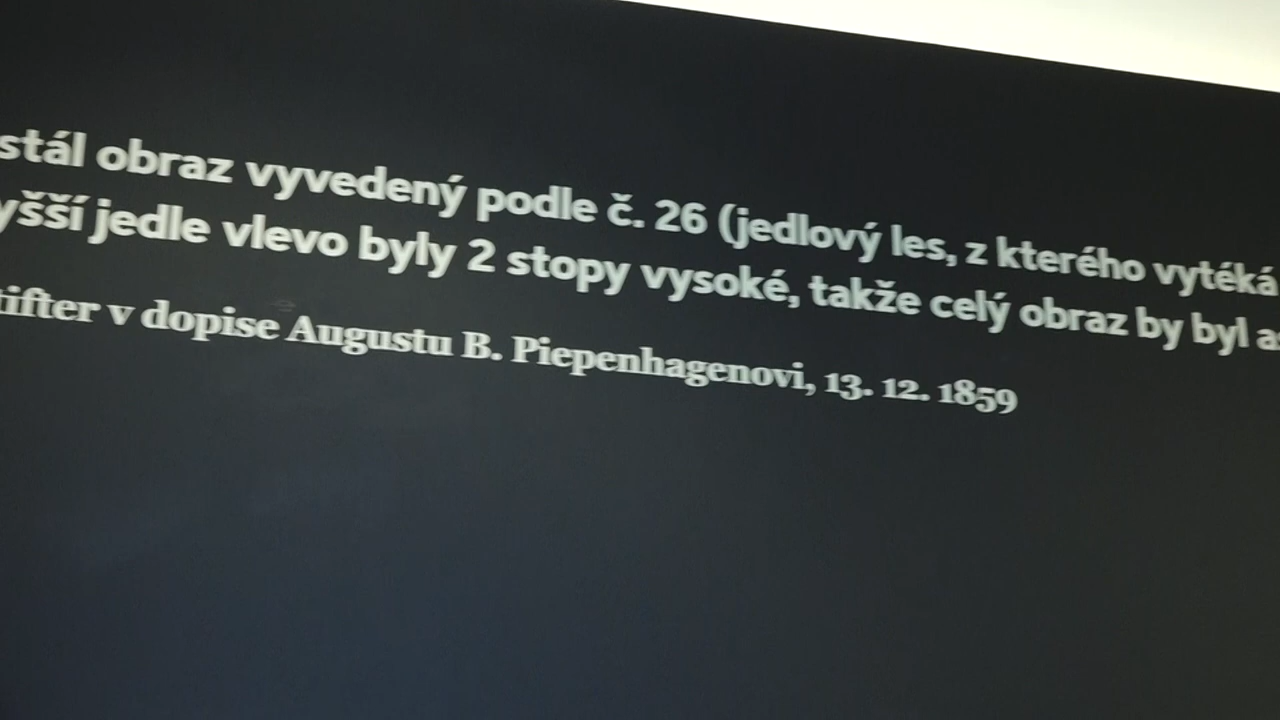 stál obraz vyvedený podle č. 26 (jedlový les, z kterého vytéká
yšší jedle vlevo byly 2 stopy vysoké, takže celý obraz by byl
tifter v dopise Augustu B. Piepenhagenovi, 13. 12. 1859